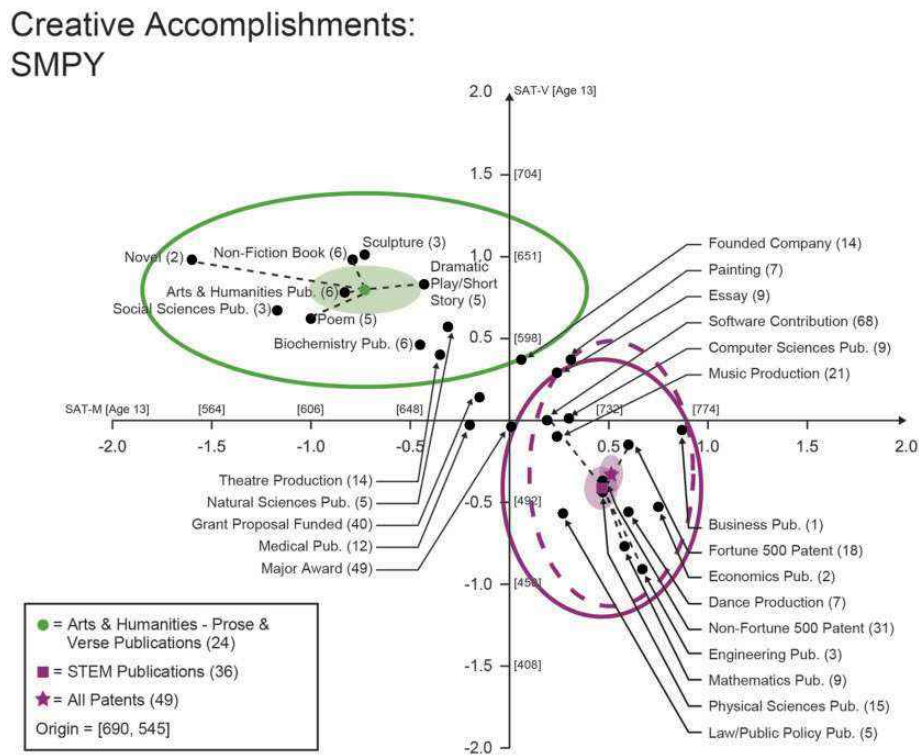 Creative Accomplishments:
SMPY
2.0
SAT-V [Age 13]
1.5
[704]
1.0
[651]
0.5
[598]
Novel (2)
Non-Fiction Book (6)
Sculpture (3)
Dramatic
Play/Short
Story (5)
Arts & Humanities Pub. (6)
Social Sciences Pub. (3)
Poem (5)
Biochemistry Pub. (6)
Founded Company (14)
Painting (7)
Essay (9)
Software Contribution (68)
Computer Sciences Pub. (9)
Music Production (21)
SAT-M [Age 13]
[564]
[606]
[648]
[732]
[774]
-2.0
-1.5
-1.0
-0.5
0.5
1.0
1.5
2.0
Theatre Production (14)
Natural Sciences Pub. (5)
Grant Proposal Funded (40)
Medical Pub. (12)
Major Award (49)
-0.5
[492]
-1.0
-1.5
[408]
-2.0
Business Pub. (1)
Fortune 500 Patent (18)
Economics Pub. (2)
Dance Production (7)
Non-Fortune 500 Patent (31)
Engineering Pub. (3)
Mathematics Pub. (9)
Physical Sciences Pub. (15)
Law/Public Policy Pub. (5)
= Arts & Humanities - Prose &
Verse Publications (24)
= STEM Publications (36)
= All Patents (49)
Origin = [690, 545]